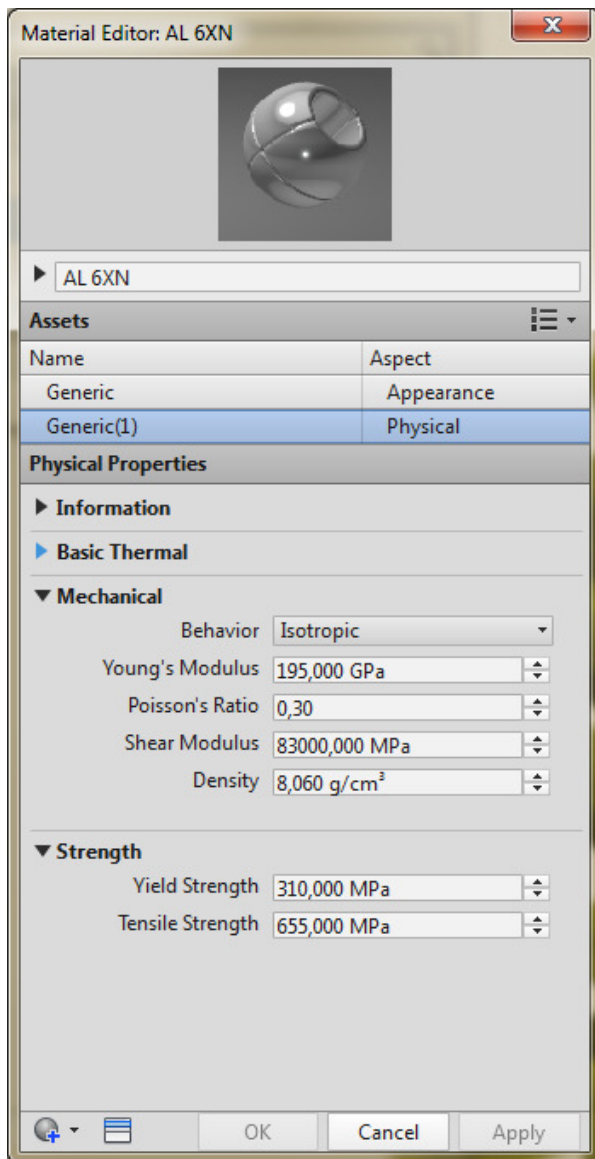 Material Editor: AL 6XN
AL 6XN
Assets
Name Aspect
Generic Appearance
Generic(1) Physical
Physical Properties
Information
Basic Thermal
Mechanical
Behavior Isotropic
Young's Modulus 195,000 GPa
Poisson's Ratio 0,30
Shear Modulus 83000,000 MPa
Density 8,060 g/cm³
Strength
Yield Strength 310,000 MPa
Tensile Strength 655,000 MPa
OK Cancel Apply